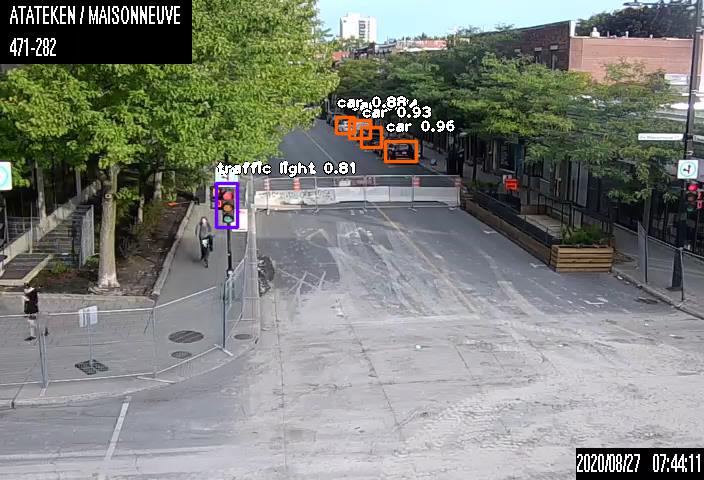 ATATEKEN / MAISONNEUVE
471-282
car 0.88
car 0.93
car 0.96
traffic light 0.81
2020/08/27 07:44:11